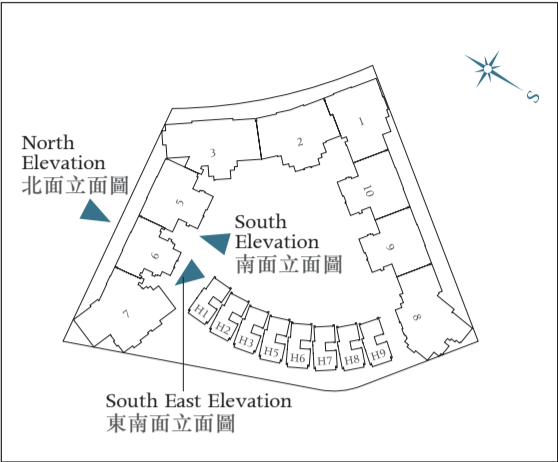 S
North
Elevation
北面立面圖
South
Elevation
南面立面圖
South East Elevation
東南面立面圖
1
2
3
5
6
7
8
9
10
H1
H2
H3
H5
H6
H7
H8
H9